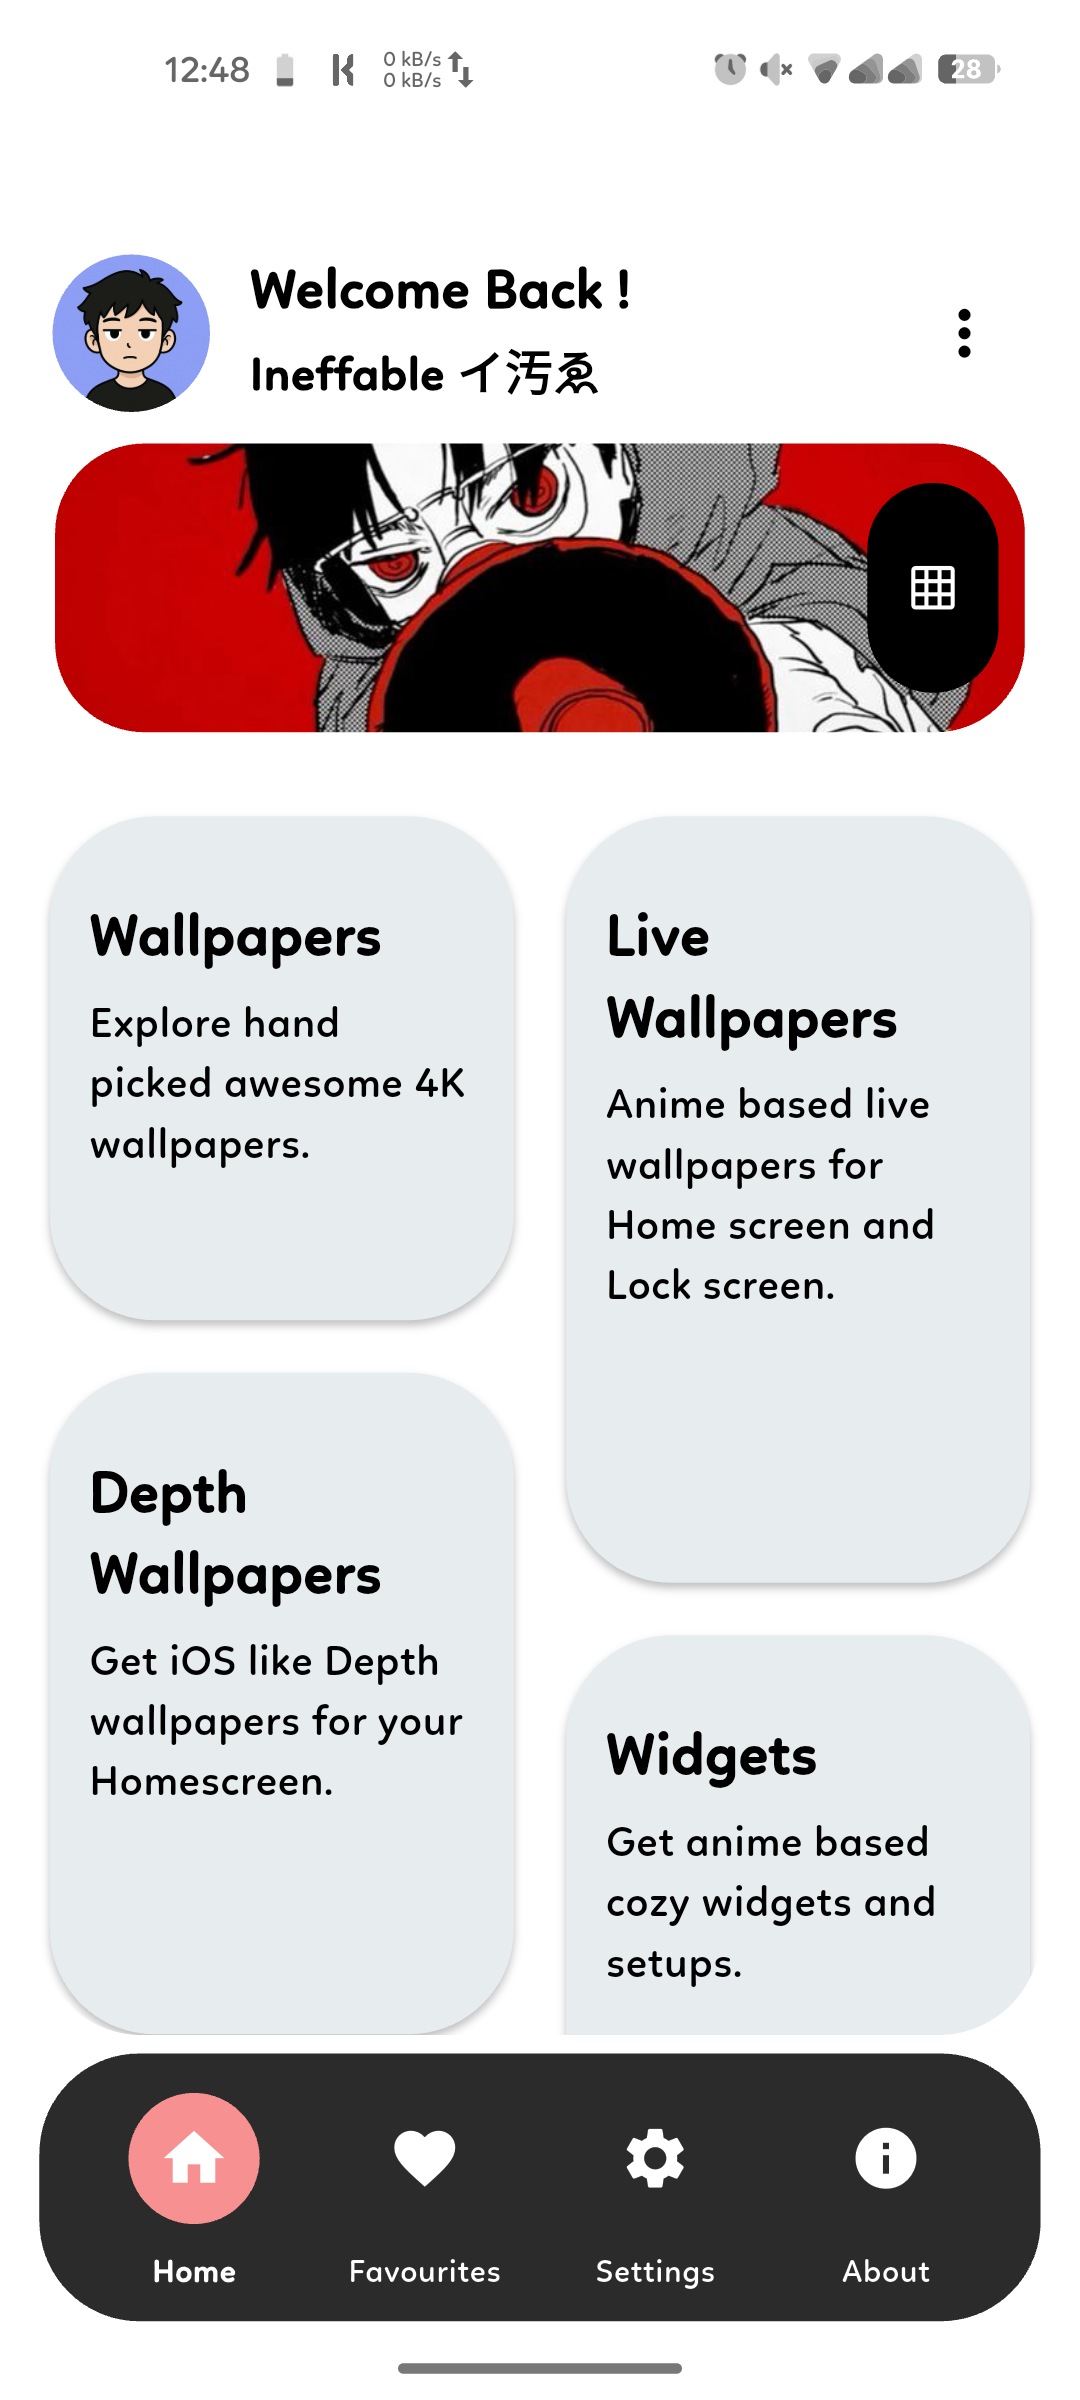 12:48
0 kB/s
0 kB/s
28
Welcome Back !
Ineffable イ汚ゑ
Wallpapers
Explore hand
picked awesome 4K
wallpapers.
Live
Wallpapers
Anime based live
wallpapers for
Home screen and
Lock screen.
Depth
Wallpapers
Get iOS like Depth
wallpapers for your
Homescreen.
Widgets
Get anime based
cozy widgets and
setups.
Home
Favourites
Settings
About